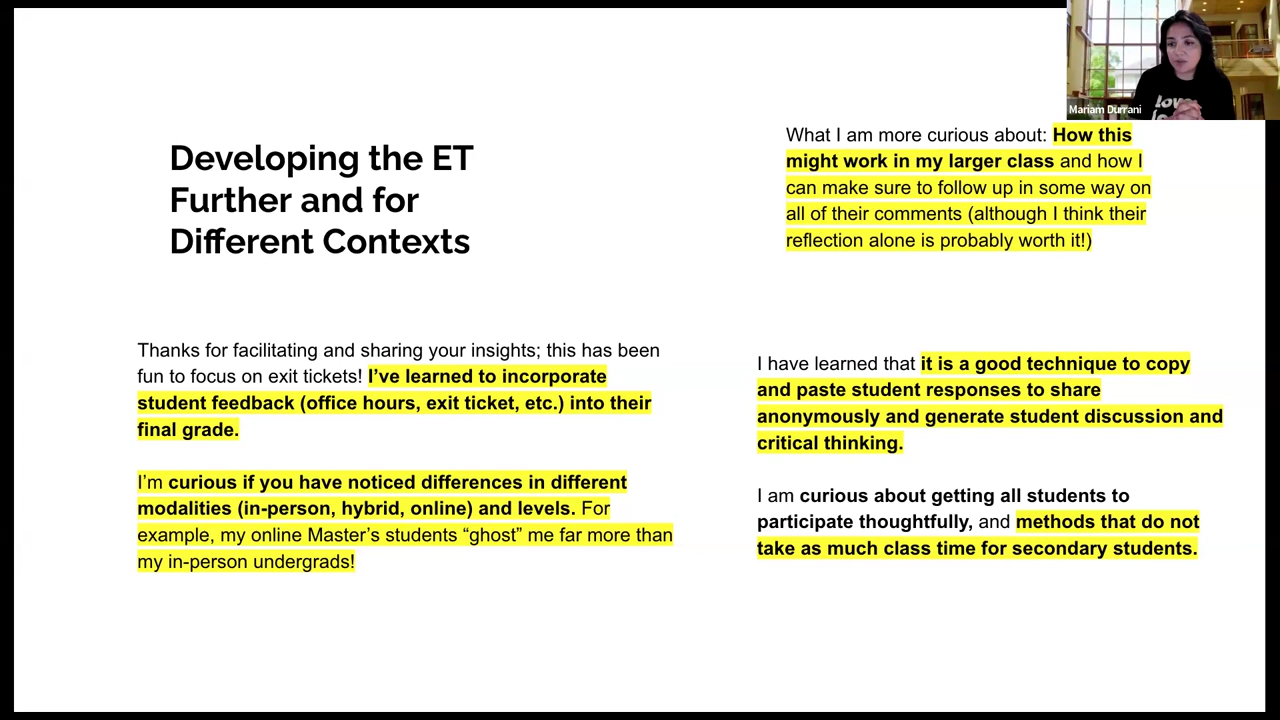 Developing the ET
Further and for
Different Contexts
Mariam Durrani
What I am more curious about: How this
might work in my larger class and how I
can make sure to follow up in some way on
all of their comments (although I think their
reflection alone is probably worth it!)
Thanks for facilitating and sharing your insights; this has been
fun to focus on exit tickets! I’ve learned to incorporate
student feedback (office hours, exit ticket, etc.) into their
final grade.
I’m curious if you have noticed differences in different
modalities (in-person, hybrid, online) and levels. For
example, my online Master’s students “ghost” me far more than
my in-person undergrads!
I have learned that it is a good technique to copy
and paste student responses to share
anonymously and generate student discussion and
critical thinking.
I am curious about getting all students to
participate thoughtfully, and methods that do not
take as much class time for secondary students.